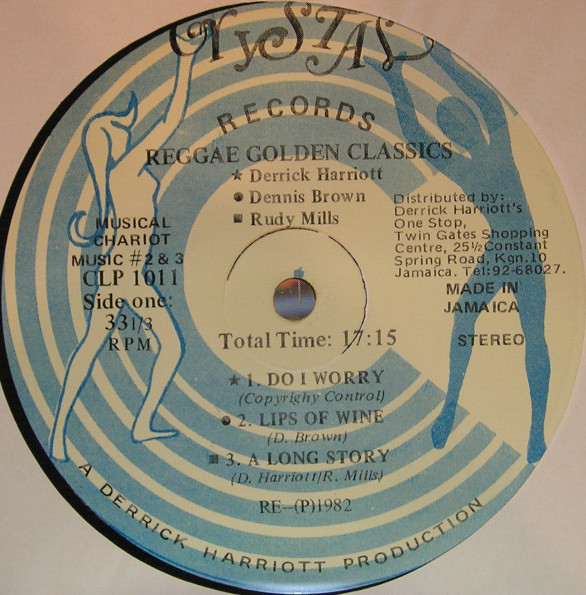 CRYSTAL
RECORDS
REGGAE GOLDEN CLASSICS
★ Derrick Harriott
● Dennis Brown
■ Rudy Mills
MUSICAL
CHARIOT
MUSIC #2 & 3
CLP 1011
Side one:
33 1/3
RPM
Distributed by:
Derrick Harriott's
One Stop,
Twin Gates Shopping
Centre, 25½ Constant
Spring Road, Kgn.10
Jamaica. Tel:92-68027.
MADE IN
JAMAICA
STEREO
Total Time: 17:15
★ 1. DO I WORRY
(Copyrighy Control)
● 2. LIPS OF WINE
(D. Brown)
■ 3. A LONG STORY
(D. Harriott/R. Mills)
RE-(P)1982
A DERRICK HARRIOTT PRODUCTION